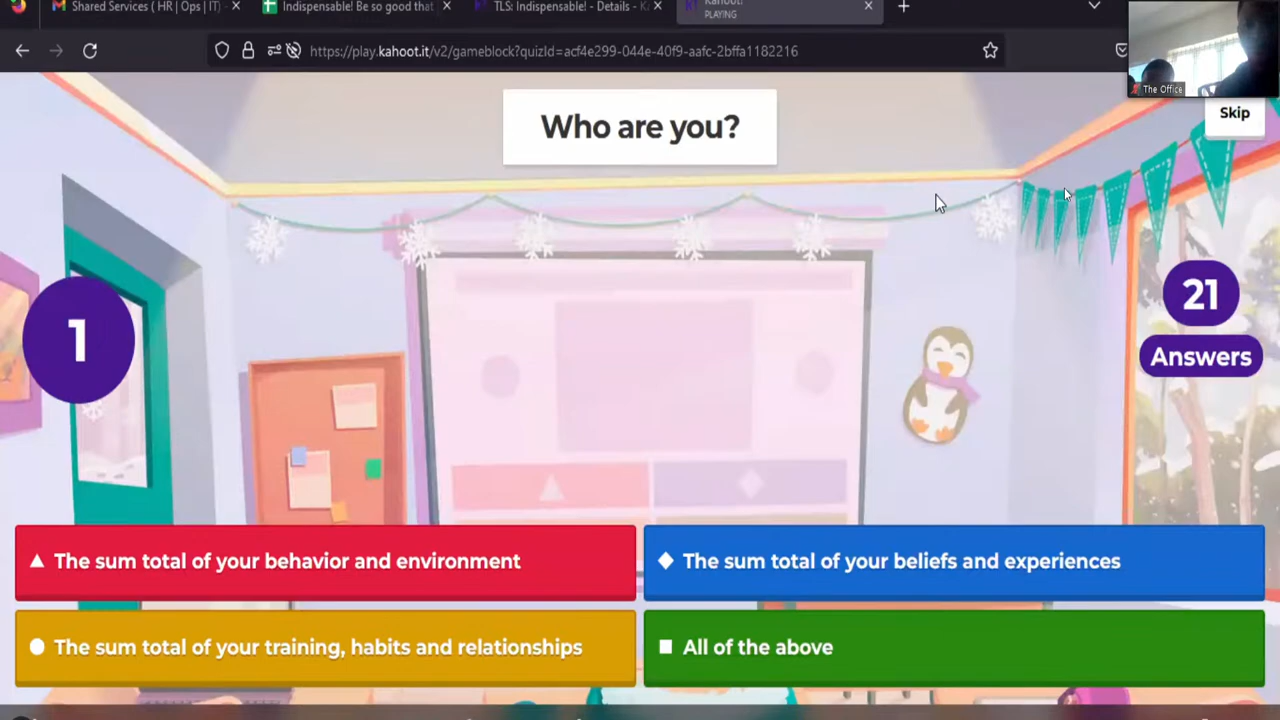 Shared Services ( HR | Ops | IT)
Indispensable! Be so good that
TLS: Indispensable! - Details - K
Kahoot!
PLAYING
https://play.kahoot.it/v2/gameblock?quizId=acf4e299-044e-40f9-aafc-2bffa1182216
The Office
Skip
Who are you?
1
21
Answers
The sum total of your behavior and environment
The sum total of your beliefs and experiences
The sum total of your training, habits and relationships
All of the above